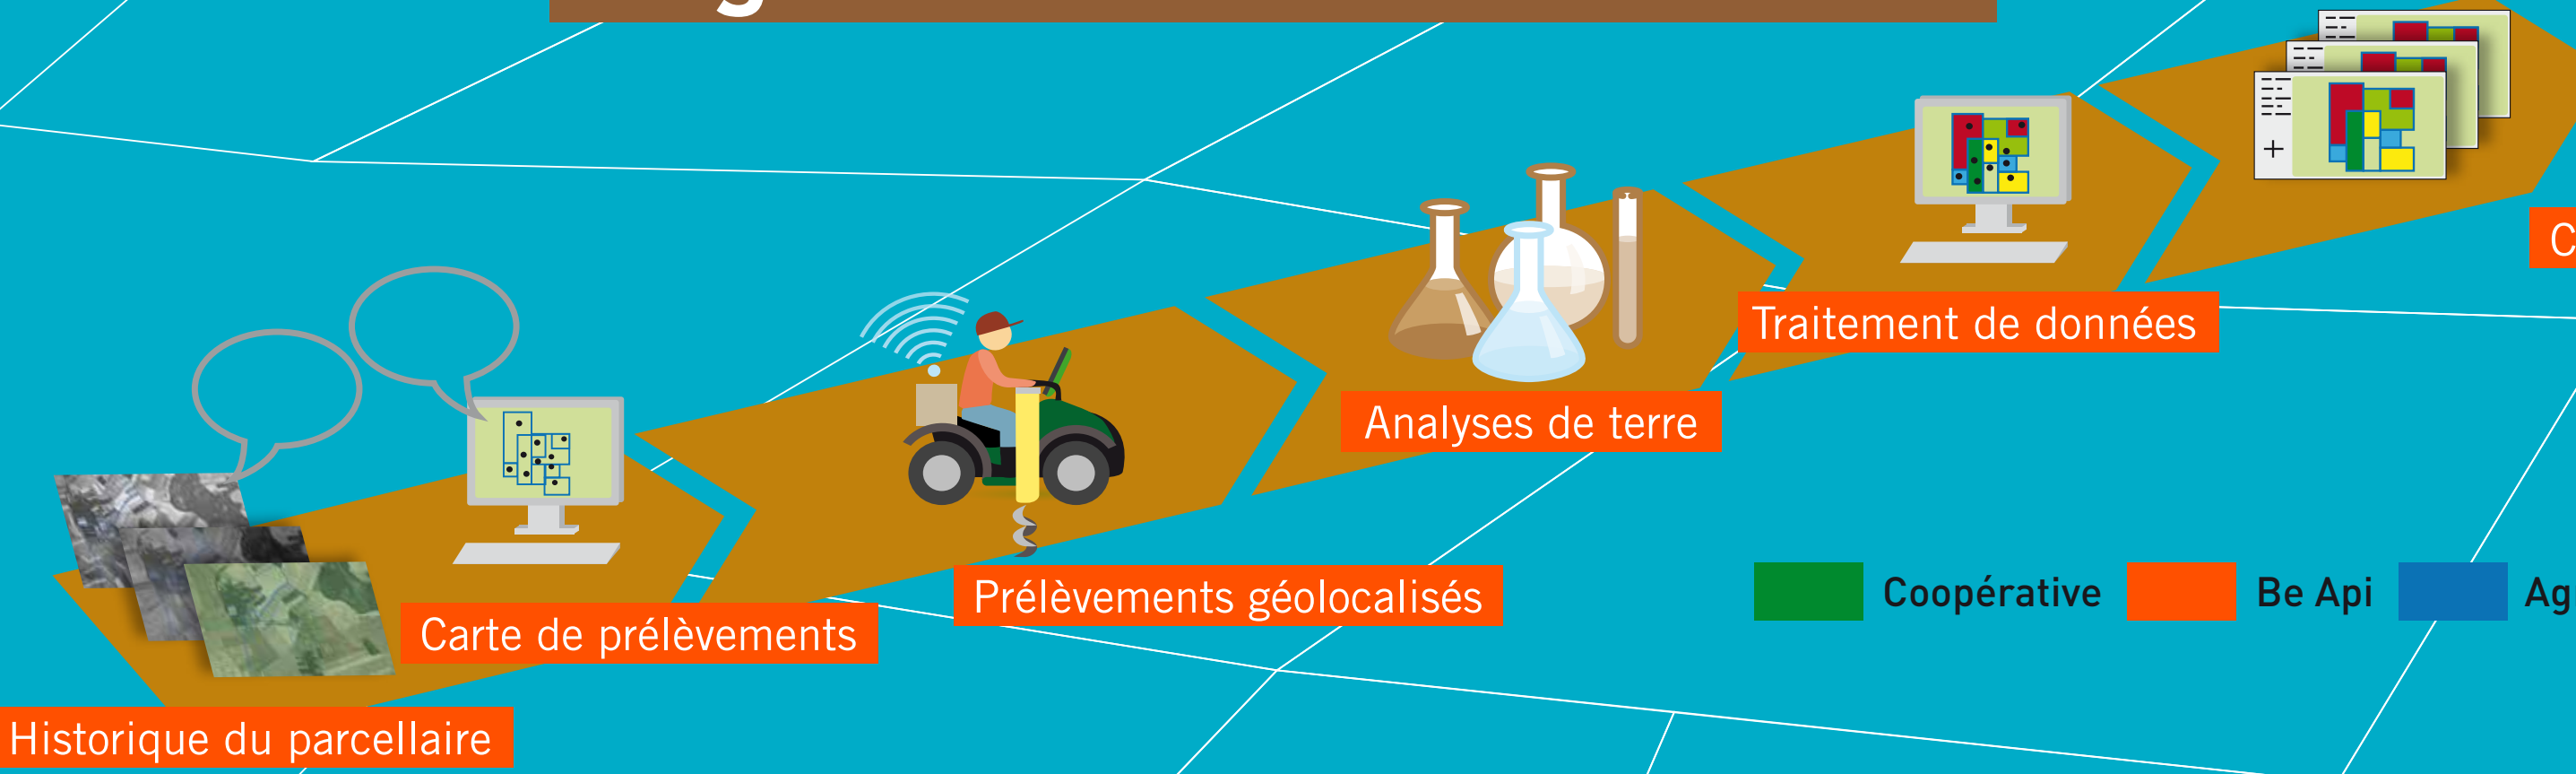 Traitement de données
Analyses de terre
Prélèvements géolocalisés
Carte de prélèvements
Historique du parcellaire
Coopérative
Be Api